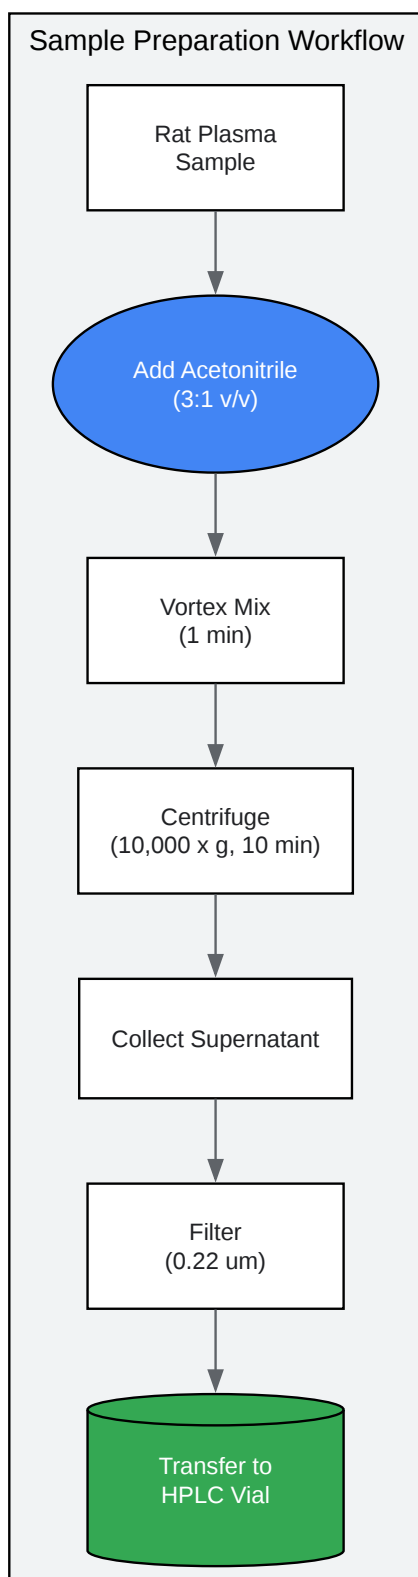 Sample Preparation Workflow
Rat Plasma
Sample
Add Acetonitrile
(3:1 v/v)
Vortex Mix
(1 min)
Centrifuge
(10,000 x g, 10 min)
Collect Supernatant
Filter
(0.22 um)
Transfer to
HPLC Vial